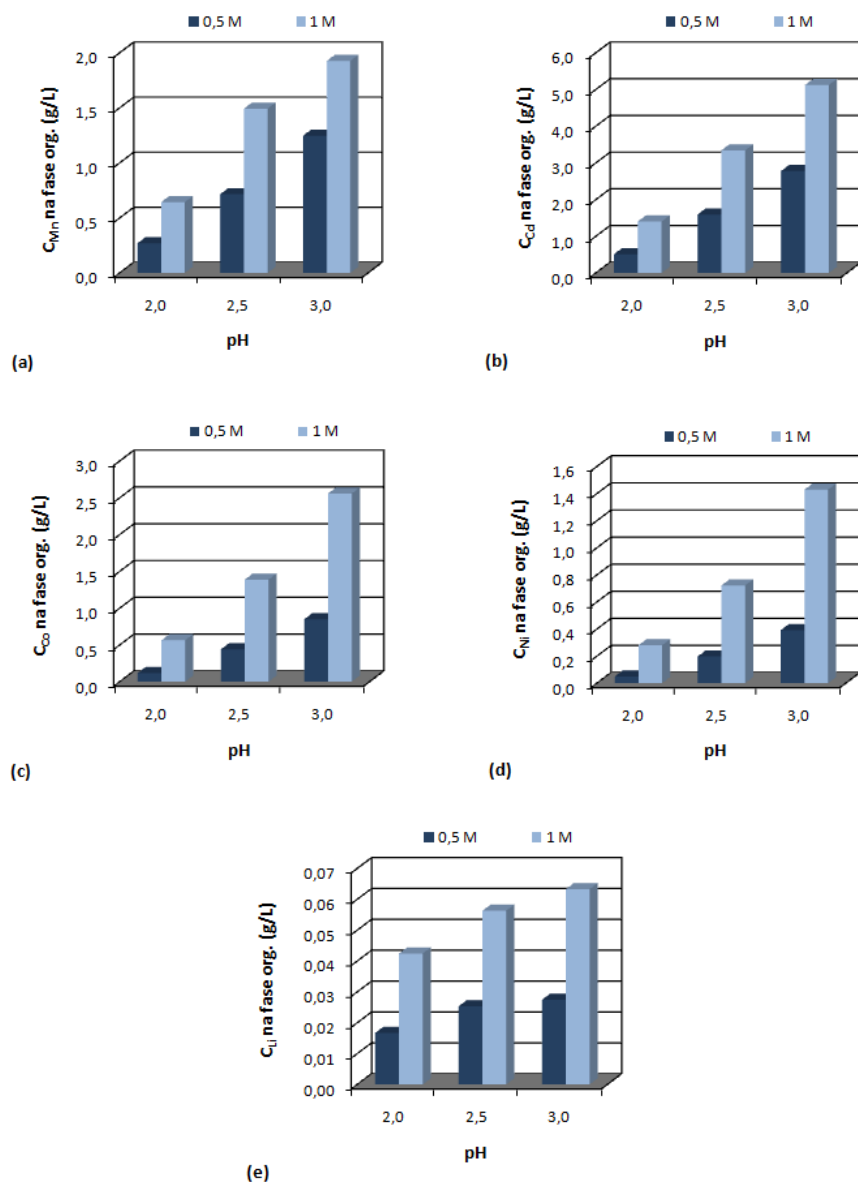 0,5 M 1 M
2,0
1,5
1,0
0,5
0,0
C_Mn na fase org. (g/L)
2,0 2,5 3,0
pH
(a)
0,5 M 1 M
6,0
5,0
4,0
3,0
2,0
1,0
0,0
C_Cd na fase org. (g/L)
2,0 2,5 3,0
pH
(b)
0,5 M 1 M
3,0
2,5
2,0
1,5
1,0
0,5
0,0
C_Co na fase org. (g/L)
2,0 2,5 3,0
pH
(c)
0,5 M 1 M
1,6
1,4
1,2
1,0
0,8
0,6
0,4
0,2
0,0
C_Ni na fase org. (g/L)
2,0 2,5 3,0
pH
(d)
0,5 M 1 M
0,07
0,06
0,05
0,04
0,03
0,02
0,01
0,00
C_Li na fase org. (g/L)
2,0 2,5 3,0
pH
(e)